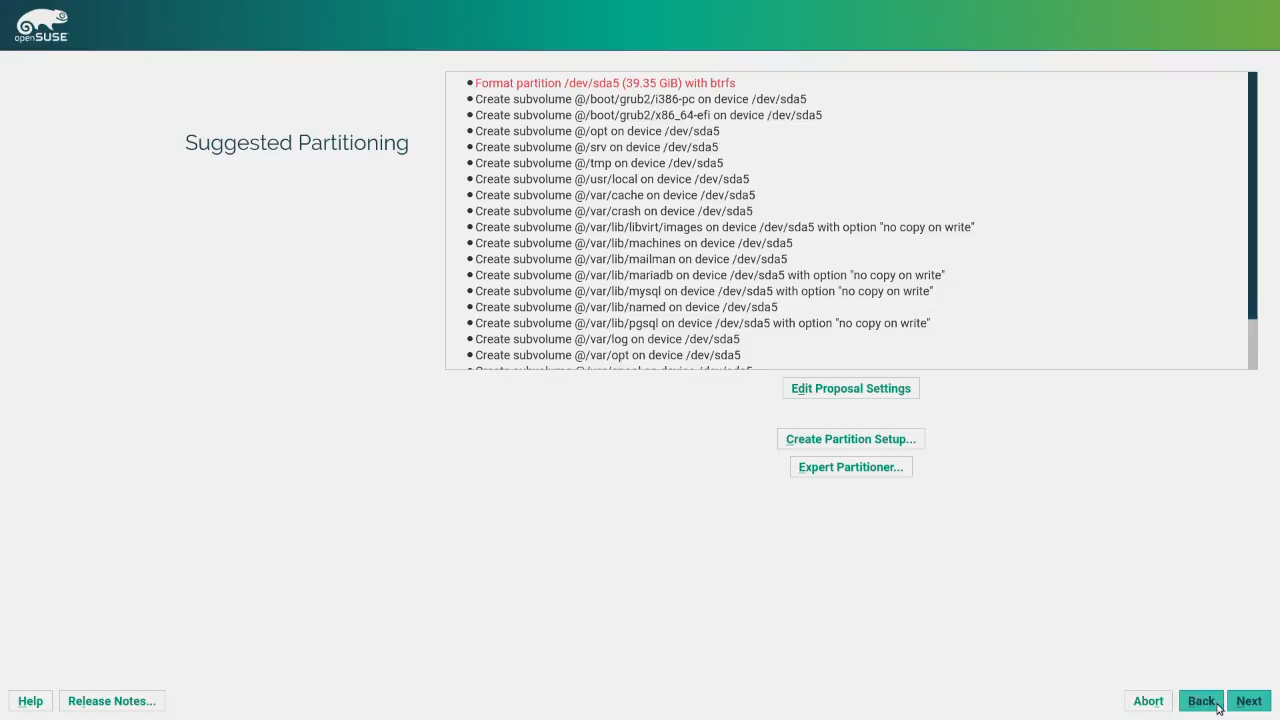 openSUSE
Suggested Partitioning
Format partition /dev/sda5 (39.35 GiB) with btrfs
Create subvolume @/boot/grub2/i386-pc on device /dev/sda5
Create subvolume @/boot/grub2/x86_64-efi on device /dev/sda5
Create subvolume @/opt on device /dev/sda5
Create subvolume @/srv on device /dev/sda5
Create subvolume @/tmp on device /dev/sda5
Create subvolume @/usr/local on device /dev/sda5
Create subvolume @/var/cache on device /dev/sda5
Create subvolume @/var/crash on device /dev/sda5
Create subvolume @/var/lib/libvirt/images on device /dev/sda5 with option "no copy on write"
Create subvolume @/var/lib/machines on device /dev/sda5
Create subvolume @/var/lib/mailman on device /dev/sda5
Create subvolume @/var/lib/mariadb on device /dev/sda5 with option "no copy on write"
Create subvolume @/var/lib/mysql on device /dev/sda5 with option "no copy on write"
Create subvolume @/var/lib/named on device /dev/sda5
Create subvolume @/var/lib/pgsql on device /dev/sda5 with option "no copy on write"
Create subvolume @/var/log on device /dev/sda5
Create subvolume @/var/opt on device /dev/sda5
Edit Proposal Settings
Create Partition Setup...
Expert Partitioner...
Help
Release Notes...
Abort
Back
Next